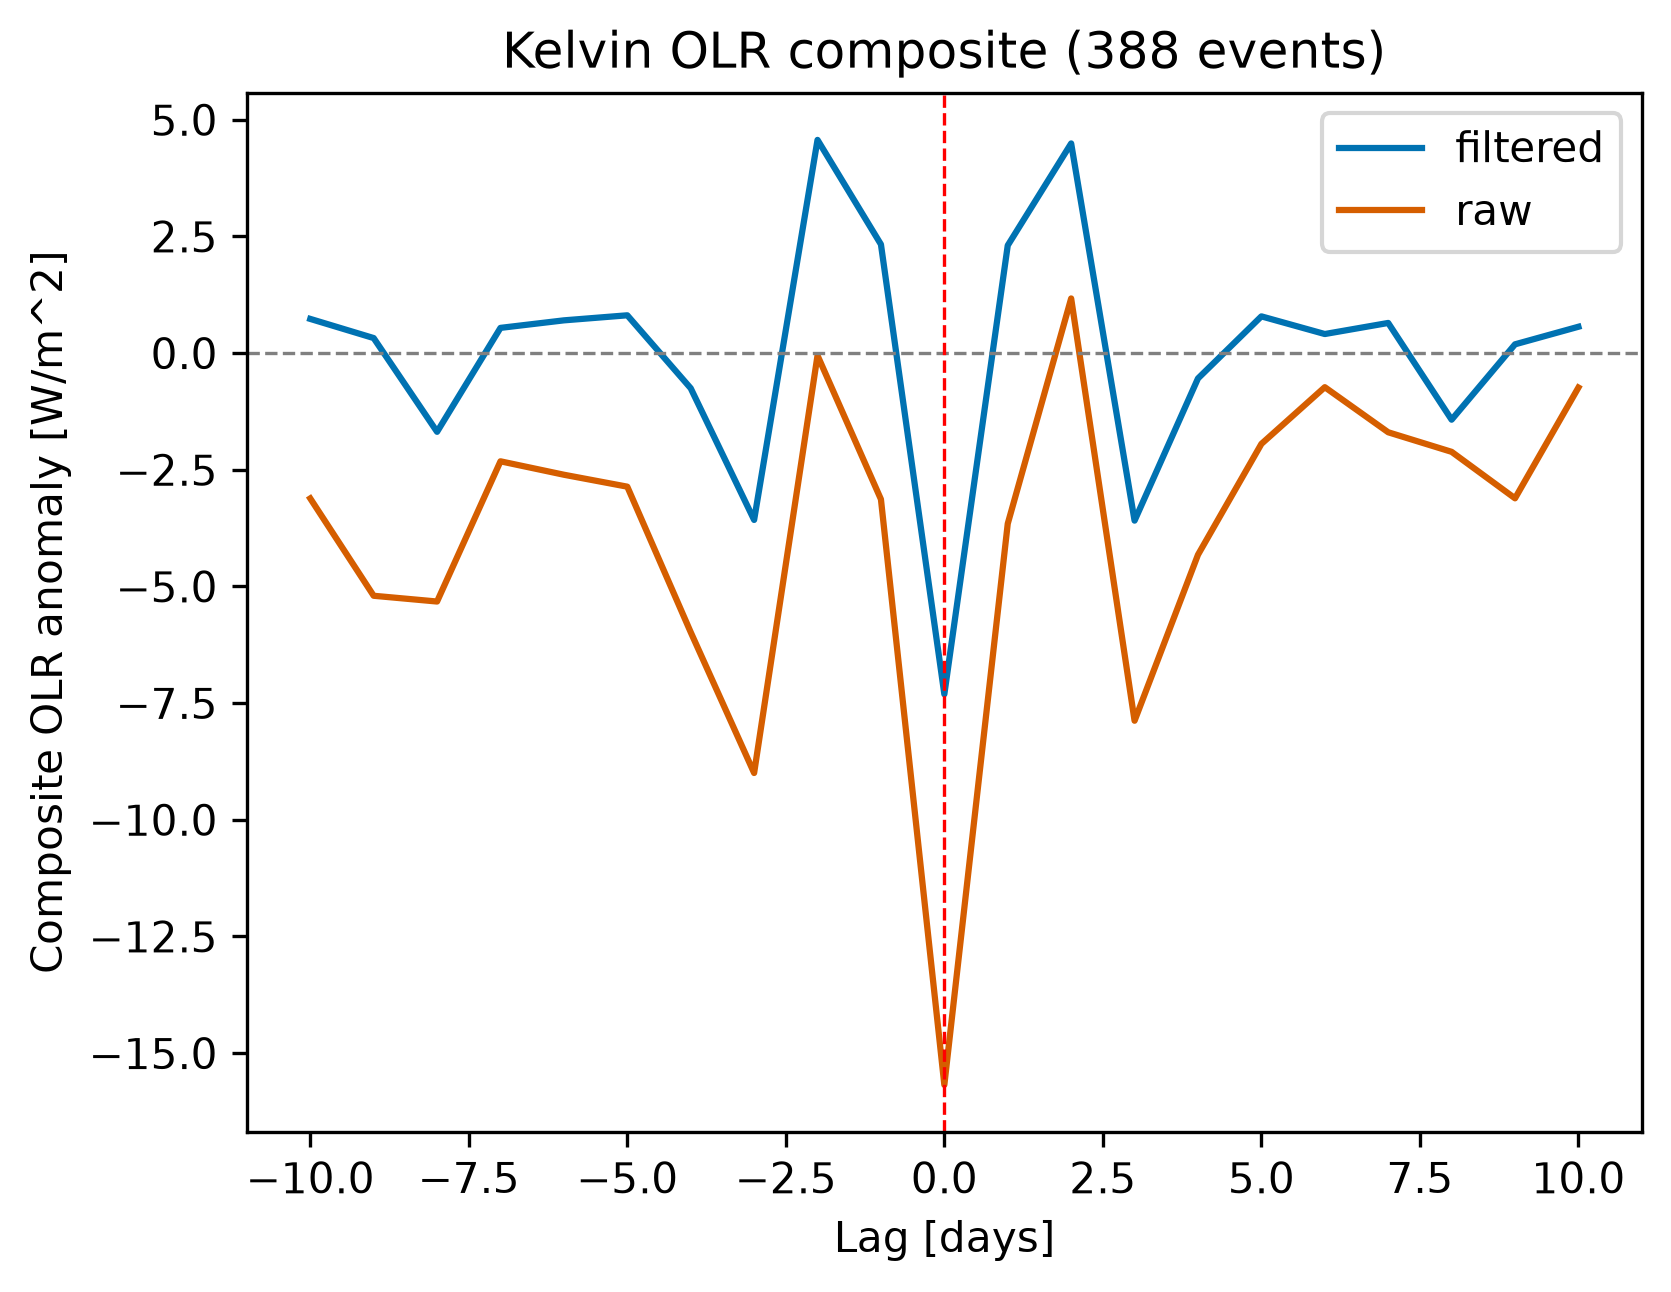 Kelvin OLR composite (388 events)
Composite OLR anomaly [W/m^2]
5.0
2.5
0.0
−2.5
−5.0
−7.5
−10.0
−12.5
−15.0
filtered
raw
−10.0 −7.5 −5.0 −2.5 0.0 2.5 5.0 7.5 10.0
Lag [days]